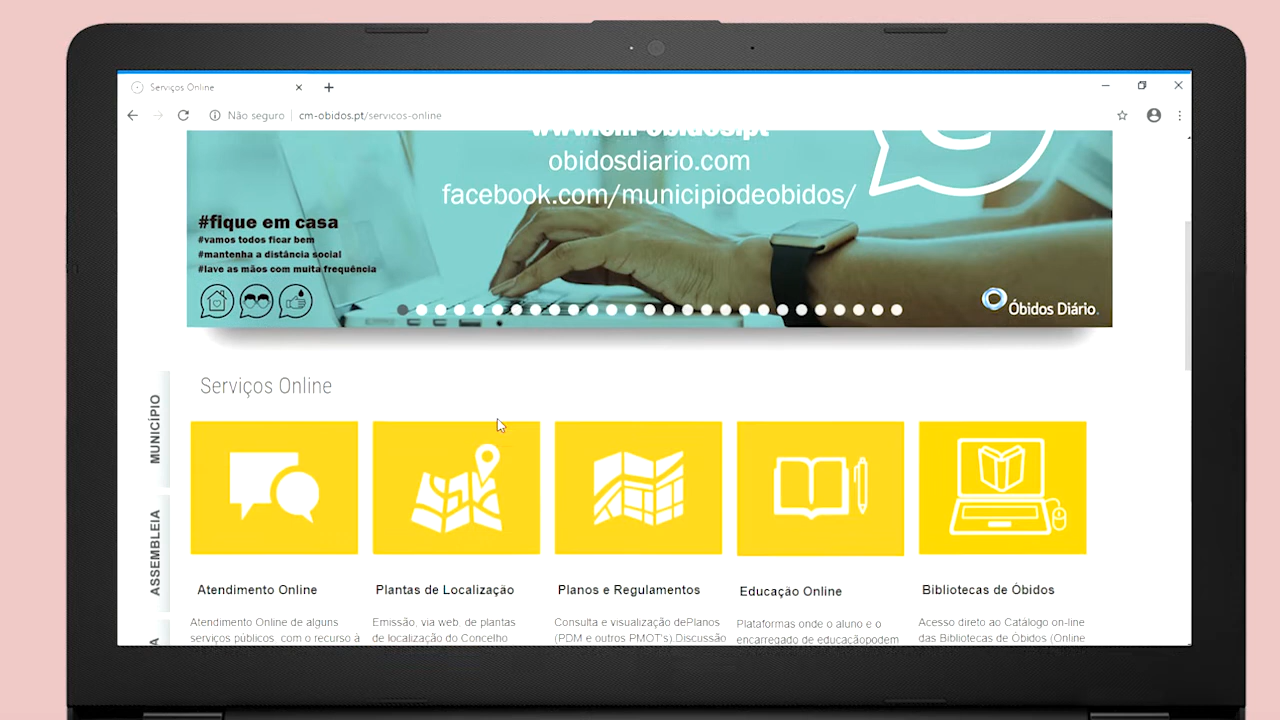 Serviços Online
Não seguro
cm-obidos.pt/servicos-online
www.cm-obidos.pt
obidosdiario.com
facebook.com/municipiodeobidos/
#fique em casa
#vamos todos ficar bem
#mantenha a distância social
#lave as mãos com muita frequência
Óbidos Diário.
MUNICÍPIO
ASSEMBLEIA
Serviços Online
Atendimento Online
Atendimento Online de alguns
serviços públicos, com o recurso à
Plantas de Localização
Emissão, via web, de plantas
de localização do Concelho
Planos e Regulamentos
Consulta e visualização dePlanos
(PDM e outros PMOT's).Discussão
Educação Online
Plataformas onde o aluno e o
encarregado de educaçãopodem
Bibliotecas de Óbidos
Acesso direto ao Catálogo on-line
das Bibliotecas de Óbidos (Online